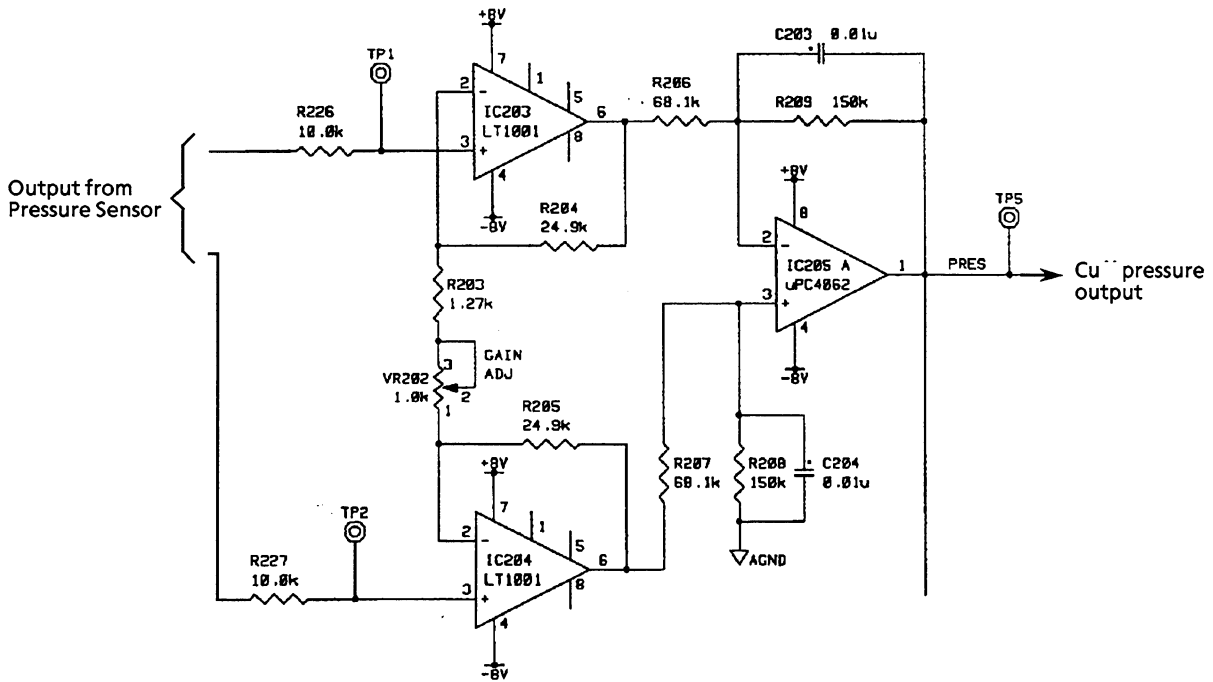 +8V
C203 0.01u
TP1
7
1
2
−
5
R206
68.1k
R209 150k
IC203
LT1001
6
R226
10.0k
8
3
+
4
-8V
+8V
Output from
Pressure Sensor
R204
24.9k
8
TP5
2
−
IC205 A
uPC4062
1
PRES
pressure
output
R203
1.27k
3
+
4
-8V
GAIN
ADJ
3
VR202
1.0k
2
1
R205
24.9k
+8V
R207
68.1k
R208
150k
C204
0.01u
7
TP2
1
2
−
5
AGND
IC204
LT1001
6
R227
10.0k
8
3
+
4
-8V